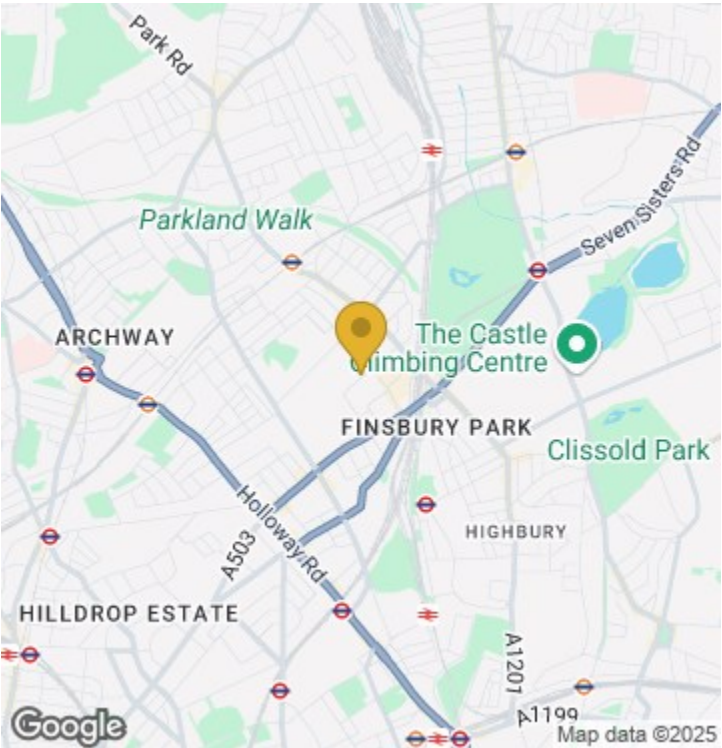 Park Rd
Seven Sisters Rd
Parkland Walk
ARCHWAY
The Castle
Climbing Centre
FINSBURY PARK
Clissold Park
Holloway Rd
A503
HIGHBURY
HILLDROP ESTATE
A1201
A1199
Google
Map data ©2025